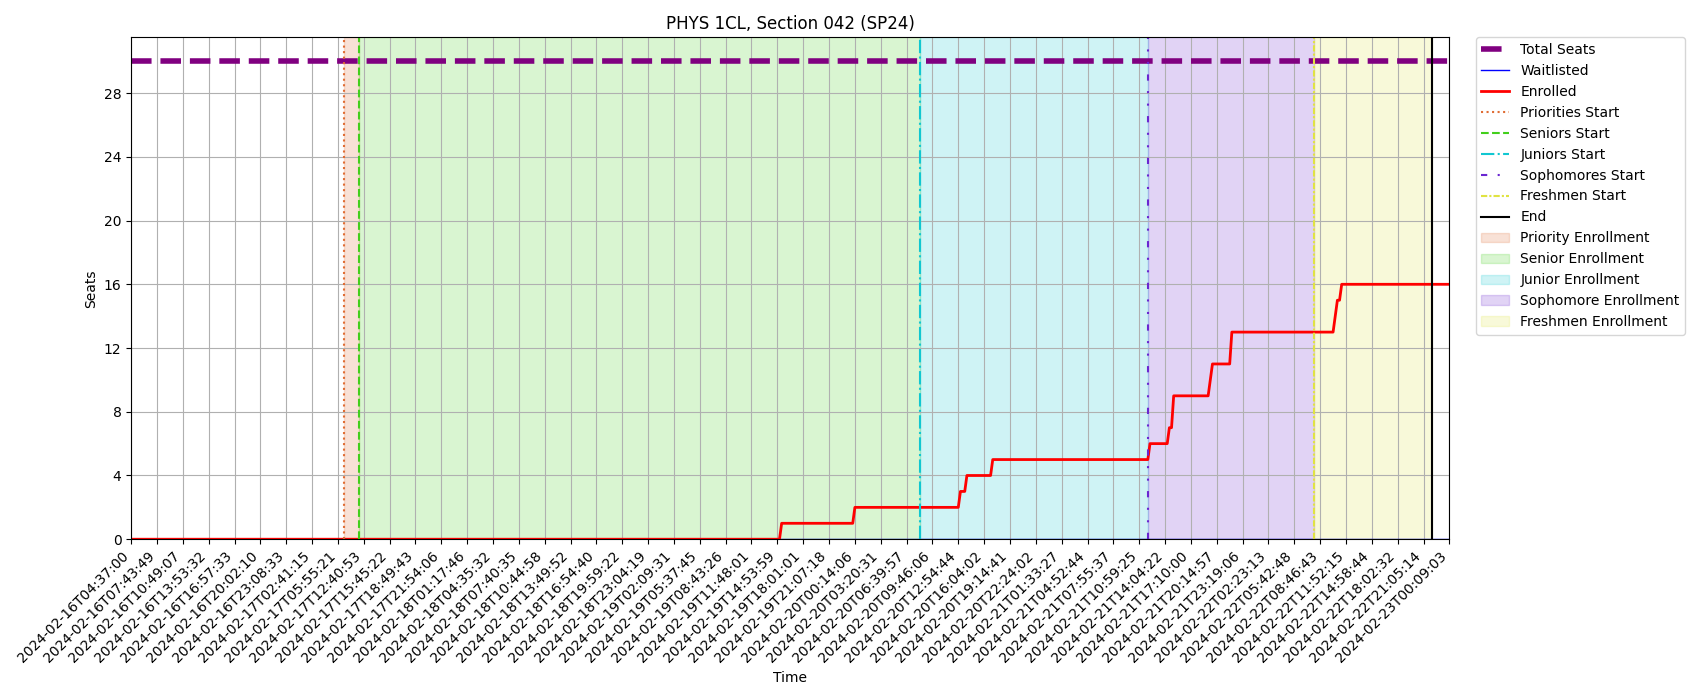 PHYS 1CL, Section 042 (SP24)
Total Seats
Waitlisted
Enrolled
Priorities Start
Seniors Start
Juniors Start
Sophomores Start
Freshmen Start
End
Priority Enrollment
Senior Enrollment
Junior Enrollment
Sophomore Enrollment
Freshmen Enrollment
Seats
28
24
20
16
12
8
4
0
2024-02-16T04:37:00
2024-02-16T07:43:49
2024-02-16T10:49:07
2024-02-16T13:53:32
2024-02-16T16:57:33
2024-02-16T20:02:10
2024-02-16T23:08:33
2024-02-17T02:41:15
2024-02-17T05:55:21
2024-02-17T12:40:53
2024-02-17T15:45:22
2024-02-17T18:49:43
2024-02-17T21:54:06
2024-02-18T01:17:46
2024-02-18T04:35:32
2024-02-18T07:40:35
2024-02-18T10:44:58
2024-02-18T13:49:52
2024-02-18T16:54:40
2024-02-18T19:59:22
2024-02-18T23:04:19
2024-02-19T02:09:31
2024-02-19T05:37:45
2024-02-19T08:43:26
2024-02-19T11:48:01
2024-02-19T14:53:59
2024-02-19T18:01:01
2024-02-19T21:07:18
2024-02-20T00:14:06
2024-02-20T03:20:31
2024-02-20T06:39:57
2024-02-20T09:46:06
2024-02-20T12:54:44
2024-02-20T16:04:02
2024-02-20T19:14:41
2024-02-20T22:24:02
2024-02-21T01:33:27
2024-02-21T04:52:44
2024-02-21T07:55:37
2024-02-21T10:59:25
2024-02-21T14:04:22
2024-02-21T17:10:00
2024-02-21T20:14:57
2024-02-21T23:19:06
2024-02-22T02:23:13
2024-02-22T05:42:48
2024-02-22T08:46:43
2024-02-22T11:52:15
2024-02-22T14:58:44
2024-02-22T18:02:32
2024-02-22T21:05:14
2024-02-23T00:09:03
Time